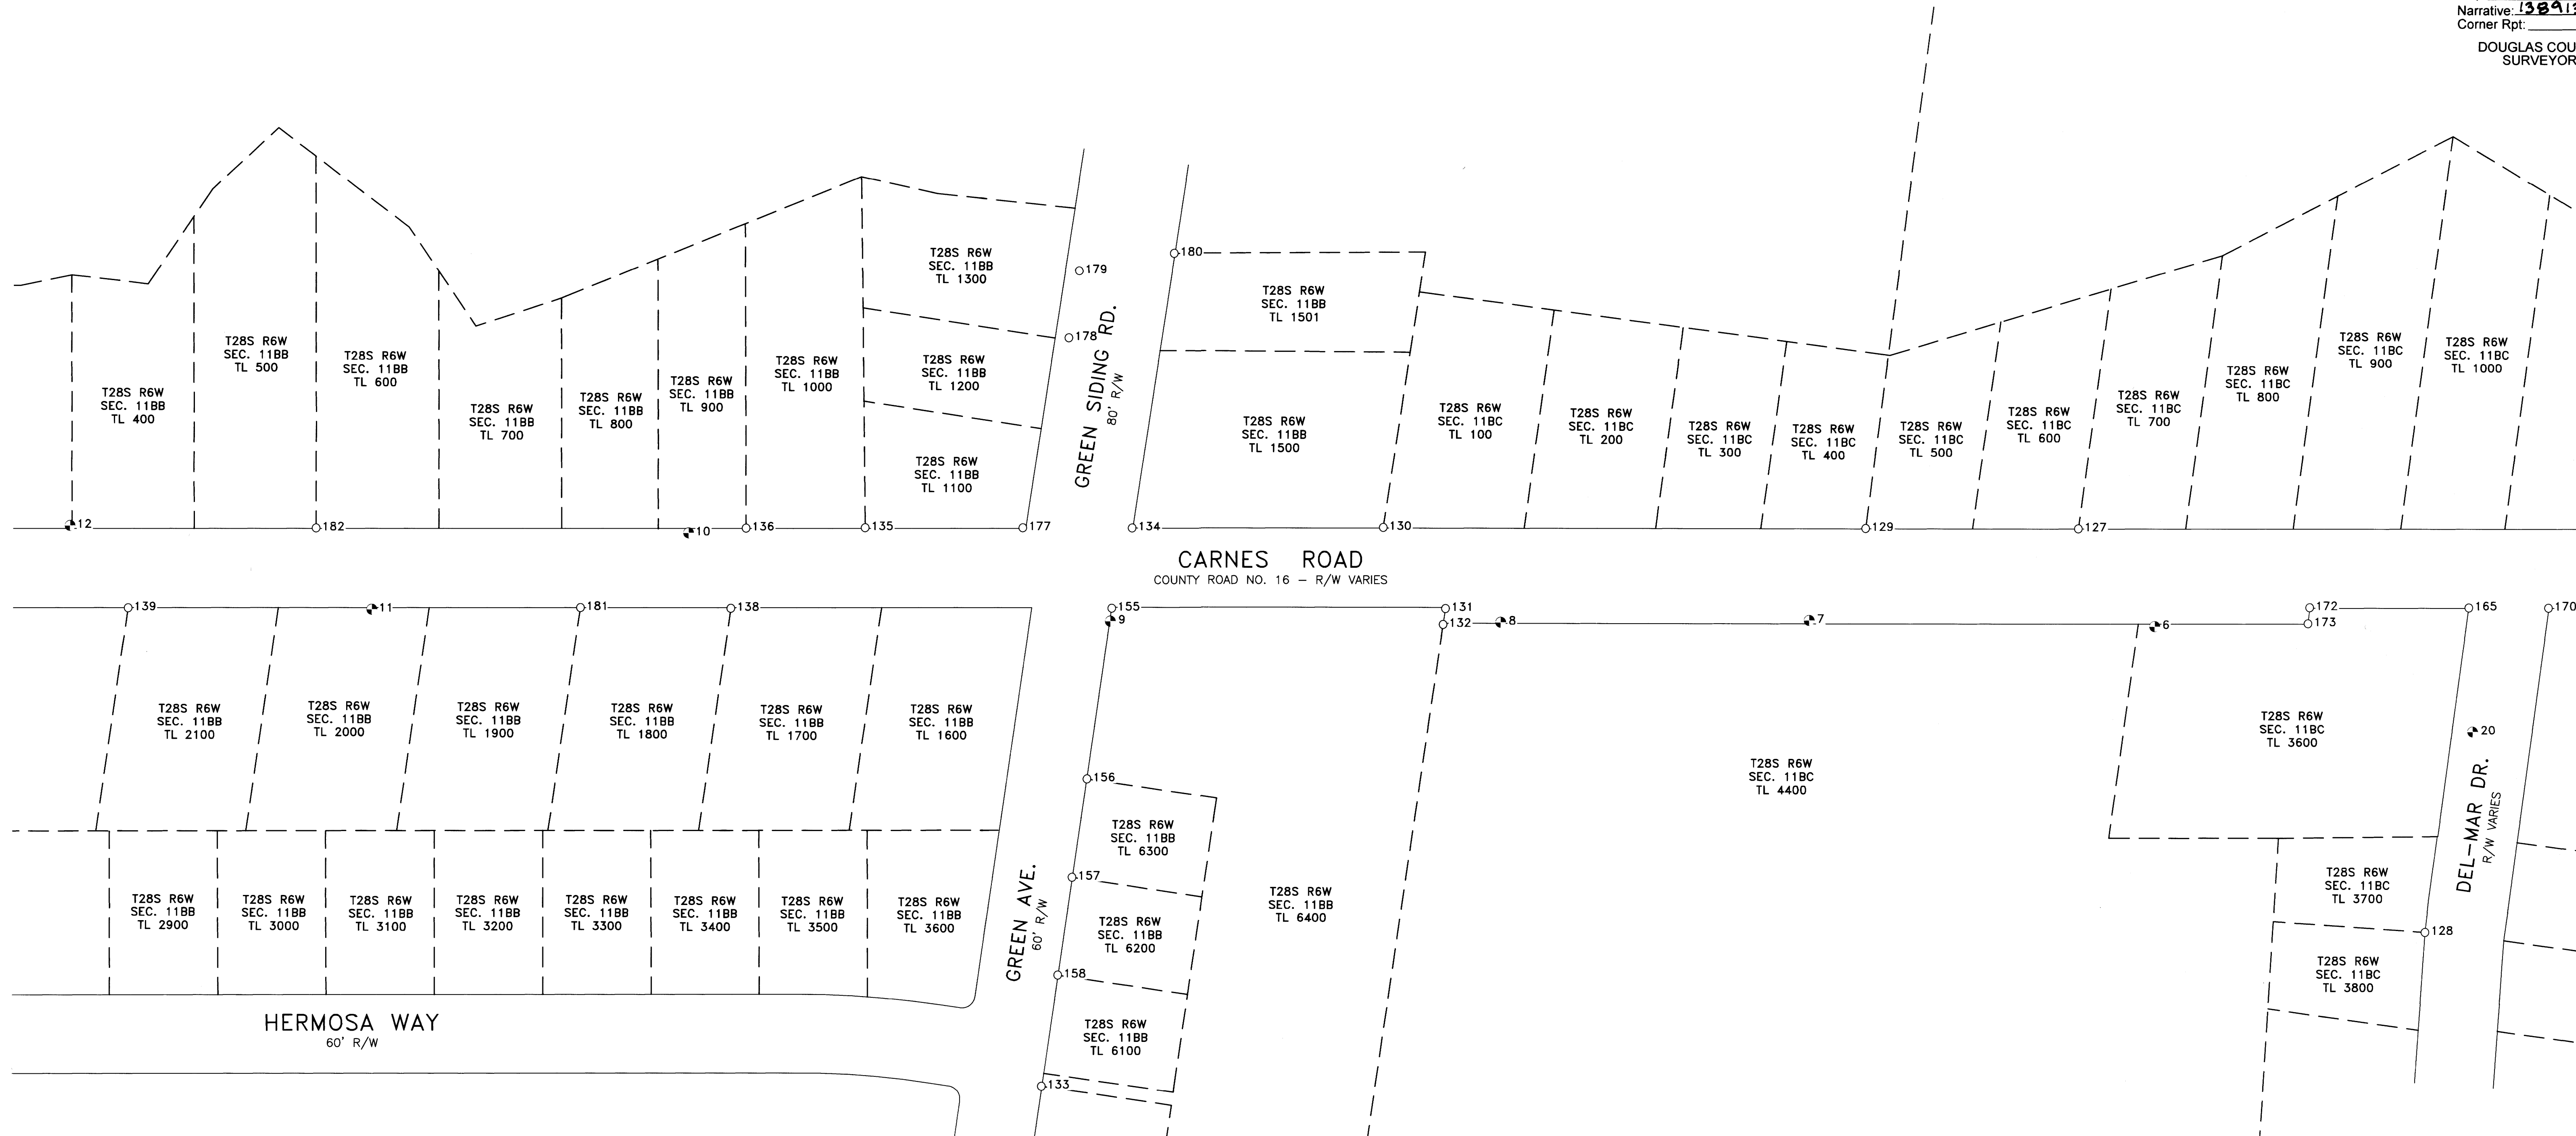 Narrative:
Corner Rpt:
DOUGLAS COU
SURVEYOR
T28S R6W
SEC. 11BB
TL 400
T28S R6W
SEC. 11BB
TL 500
T28S R6W
SEC. 11BB
TL 600
T28S R6W
SEC. 11BB
TL 700
T28S R6W
SEC. 11BB
TL 800
T28S R6W
SEC. 11BB
TL 900
T28S R6W
SEC. 11BB
TL 1000
T28S R6W
SEC. 11BB
TL 1300
T28S R6W
SEC. 11BB
TL 1200
T28S R6W
SEC. 11BB
TL 1100
179
178
GREEN SIDING RD.
80' R/W
180
T28S R6W
SEC. 11BB
TL 1501
T28S R6W
SEC. 11BB
TL 1500
T28S R6W
SEC. 11BC
TL 100
T28S R6W
SEC. 11BC
TL 200
T28S R6W
SEC. 11BC
TL 300
T28S R6W
SEC. 11BC
TL 400
T28S R6W
SEC. 11BC
TL 500
T28S R6W
SEC. 11BC
TL 600
T28S R6W
SEC. 11BC
TL 700
T28S R6W
SEC. 11BC
TL 800
T28S R6W
SEC. 11BC
TL 900
T28S R6W
SEC. 11BC
TL 1000
12
182
10
136
135
177
134
130
129
127
CARNES ROAD
COUNTY ROAD NO. 16 – R/W VARIES
139
11
181
138
155
9
131
132
8
7
6
172
173
165
170
T28S R6W
SEC. 11BB
TL 2100
T28S R6W
SEC. 11BB
TL 2000
T28S R6W
SEC. 11BB
TL 1900
T28S R6W
SEC. 11BB
TL 1800
T28S R6W
SEC. 11BB
TL 1700
T28S R6W
SEC. 11BB
TL 1600
T28S R6W
SEC. 11BC
TL 4400
T28S R6W
SEC. 11BC
TL 3600
20
DEL-MAR DR.
R/W VARIES
156
T28S R6W
SEC. 11BB
TL 6300
157
T28S R6W
SEC. 11BB
TL 6200
158
T28S R6W
SEC. 11BB
TL 6100
133
T28S R6W
SEC. 11BB
TL 6400
T28S R6W
SEC. 11BC
TL 3700
128
T28S R6W
SEC. 11BC
TL 3800
T28S R6W
SEC. 11BB
TL 2900
T28S R6W
SEC. 11BB
TL 3000
T28S R6W
SEC. 11BB
TL 3100
T28S R6W
SEC. 11BB
TL 3200
T28S R6W
SEC. 11BB
TL 3300
T28S R6W
SEC. 11BB
TL 3400
T28S R6W
SEC. 11BB
TL 3500
T28S R6W
SEC. 11BB
TL 3600
GREEN AVE.
60' R/W
HERMOSA WAY
60' R/W